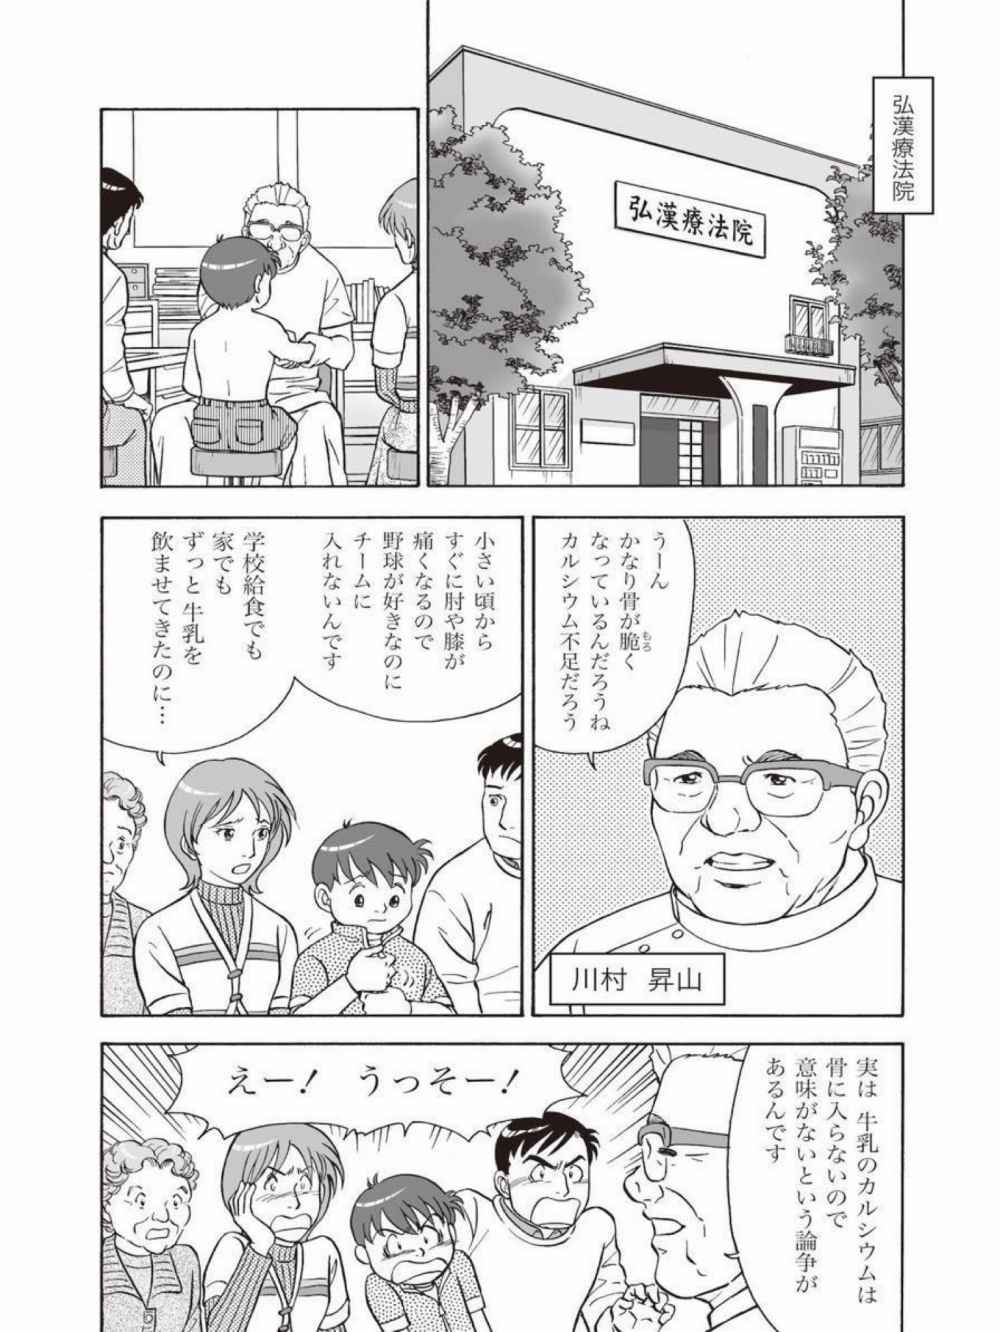 弘漢療法院
弘漢療法院
うーん
かなり骨が脆く
もろ
なっているんだろうね
カルシウム不足だろう
川村 昇山
小さい頃から
すぐに肘や膝が
痛くなるので
野球が好きなのに
チームに
入れないんです
学校給食でも
家でも
ずっと 牛乳を
飲ませてきたのに…
実は 牛乳のカルシウムは
骨に入らないので
意味がないという論争が
あるんです
えー! うっそー!